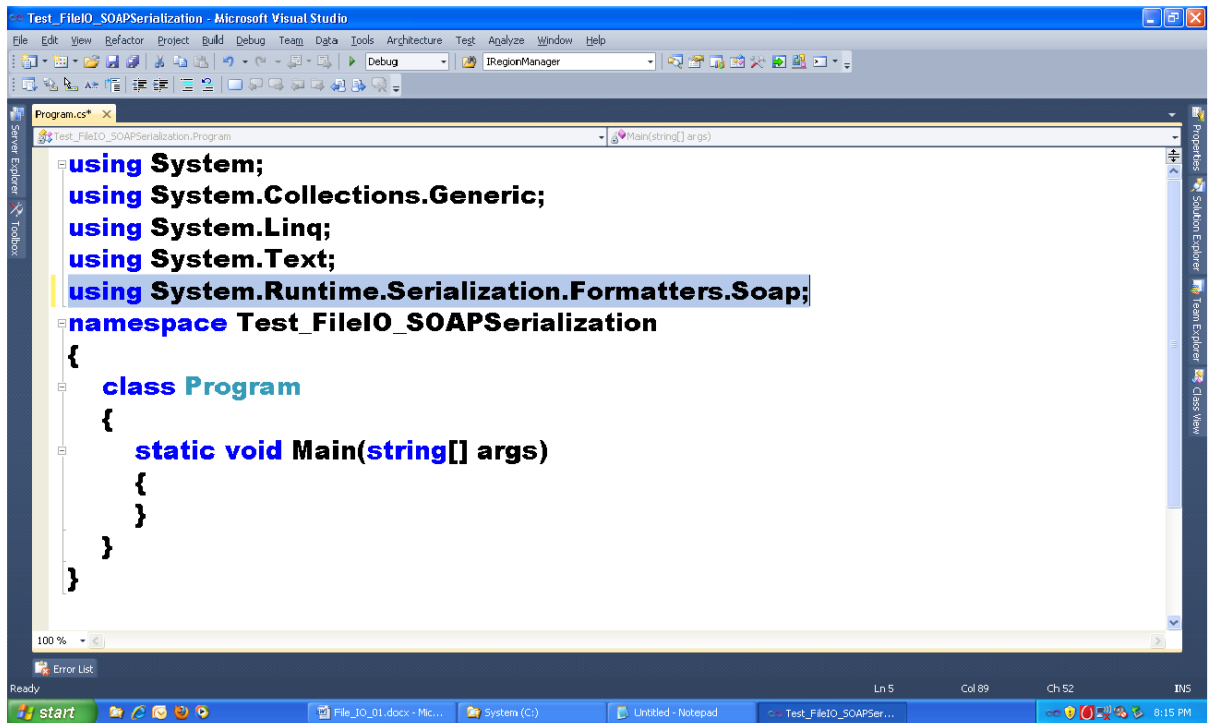 Test_FileIO_SOAPSerialization - Microsoft Visual Studio
File Edit View Refactor Project Build Debug Team Data Tools Architecture Test Analyze Window Help
Debug IRegionManager
Program.cs* ×
Test_FileIO_SOAPSerialization.Program Main(string[] args)
using System;
using System.Collections.Generic;
using System.Linq;
using System.Text;
using System.Runtime.Serialization.Formatters.Soap;
namespace Test_FileIO_SOAPSerialization
{
class Program
{
static void Main(string[] args)
{
}
}
}
100 %
Server Explorer
Toolbox
Properties
Solution Explorer
Team Explorer
Class View
Error List
Ready Ln 5 Col 89 Ch 52 INS
start File_IO_01.docx - Mic... System (C:) Untitled - Notepad Test_FileIO_SOAPSer... 8:15 PM